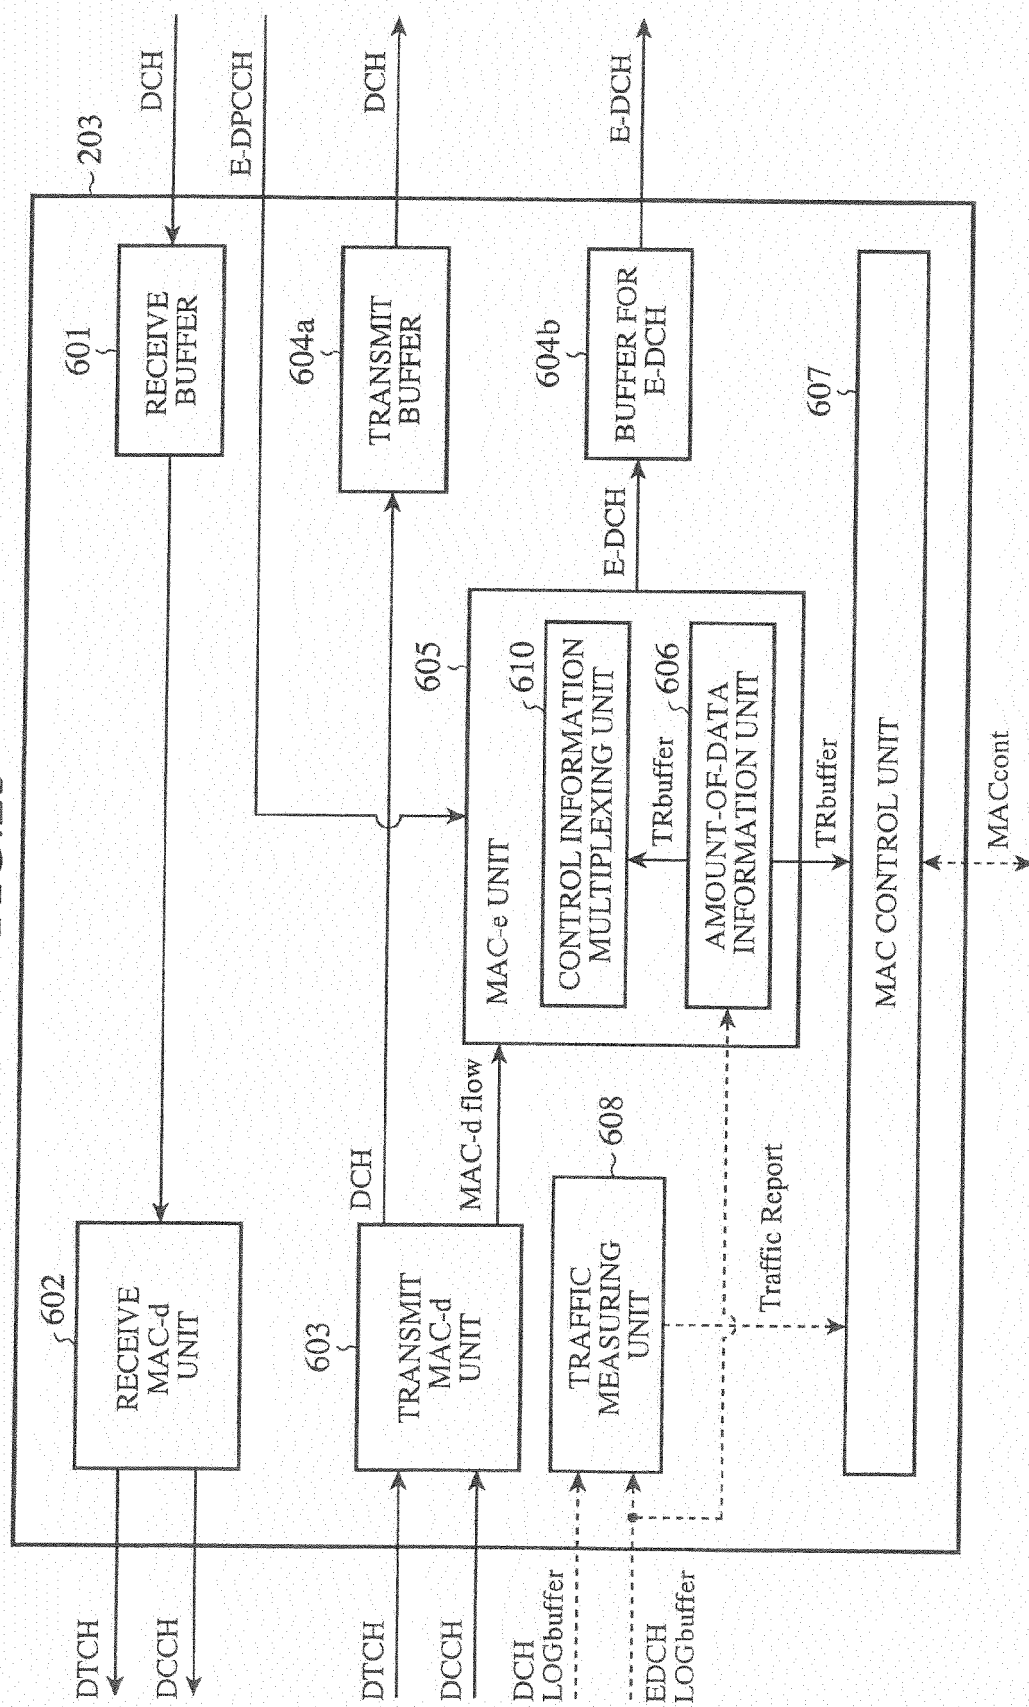 DTCH
DCCH
602
RECEIVE
MAC-d
UNIT
601
RECEIVE
BUFFER
203
DCH
E-DPCCH
DTCH
DCCH
603
TRANSMIT
MAC-d
UNIT
DCH
MAC-d flow
604a
TRANSMIT
BUFFER
DCH
605
MAC-e UNIT
610
CONTROL INFORMATION
MULTIPLEXING UNIT
TRbuffer
606
AMOUNT-OF-DATA
INFORMATION UNIT
TRbuffer
E-DCH
604b
BUFFER FOR
E-DCH
E-DCH
DCH
LOGbuffer
EDCH
LOGbuffer
TRAFFIC
MEASURING
UNIT
608
Traffic Report
607
MAC CONTROL UNIT
MACcont